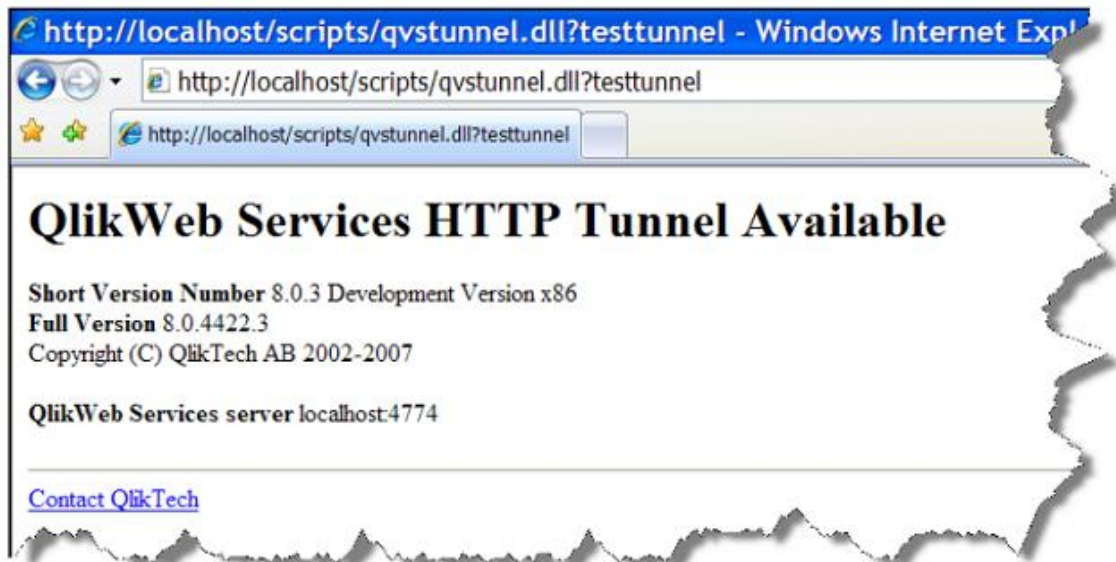 http://localhost/scripts/qvstunnel.dll?testtunnel - Windows Internet Expl
http://localhost/scripts/qvstunnel.dll?testtunnel
http://localhost/scripts/qvstunnel.dll?testtunnel
QlikWeb Services HTTP Tunnel Available
Short Version Number 8.0.3 Development Version x86
Full Version 8.0.4422.3
Copyright (C) QlikTech AB 2002-2007
QlikWeb Services server localhost:4774
Contact QlikTech